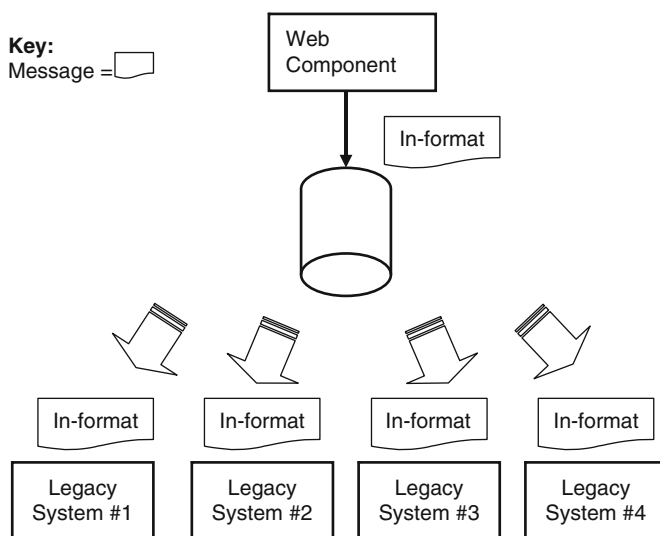 Key:
Message =
Web
Component
In-format
In-format
In-format
In-format
In-format
Legacy
System #1
Legacy
System #2
Legacy
System #3
Legacy
System #4